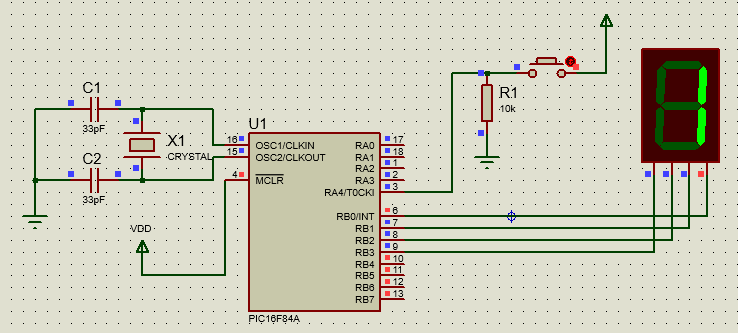 C1
33pF
X1
CRYSTAL
C2
33pF
VDD
U1
16 OSC1/CLKIN
15 OSC2/CLKOUT
4 MCLR
RA0 17
RA1 18
RA2 1
RA3 2
RA4/T0CKI 3
RB0/INT 6
RB1 7
RB2 8
RB3 9
RB4 10
RB5 11
RB6 12
RB7 13
PIC16F84A
R1
10k
1